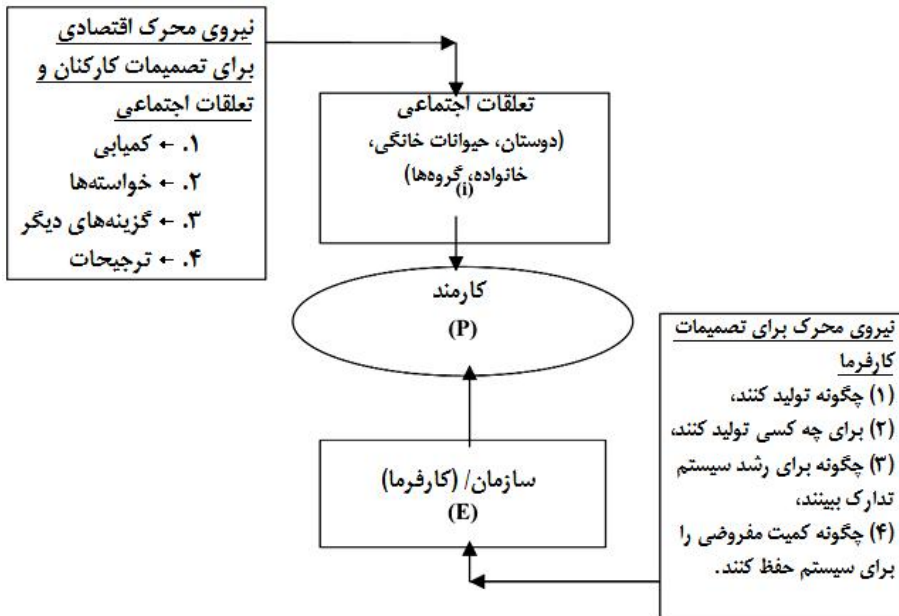 نیروی محرک اقتصادی
برای تصمیمات کارکنان و
تعلقات اجتماعی
۱. ← کمیابی
۲. ← خواسته‌ها
۳. ← گزینه‌های دیگر
۴. ← ترجیحات
تعلقات اجتماعی
(دوستان، حیوانات خانگی،
خانواده، گروه‌ها)
(i)
کارمند
(P)
سازمان/ (کارفرما)
(E)
نیروی محرک برای تصمیمات
کارفرما
(۱) چگونه تولید کنند،
(۲) برای چه کسی تولید کنند،
(۳) چگونه برای رشد سیستم
تدارک ببینند،
(۴) چگونه کمیت مفروضی را
برای سیستم حفظ کنند.